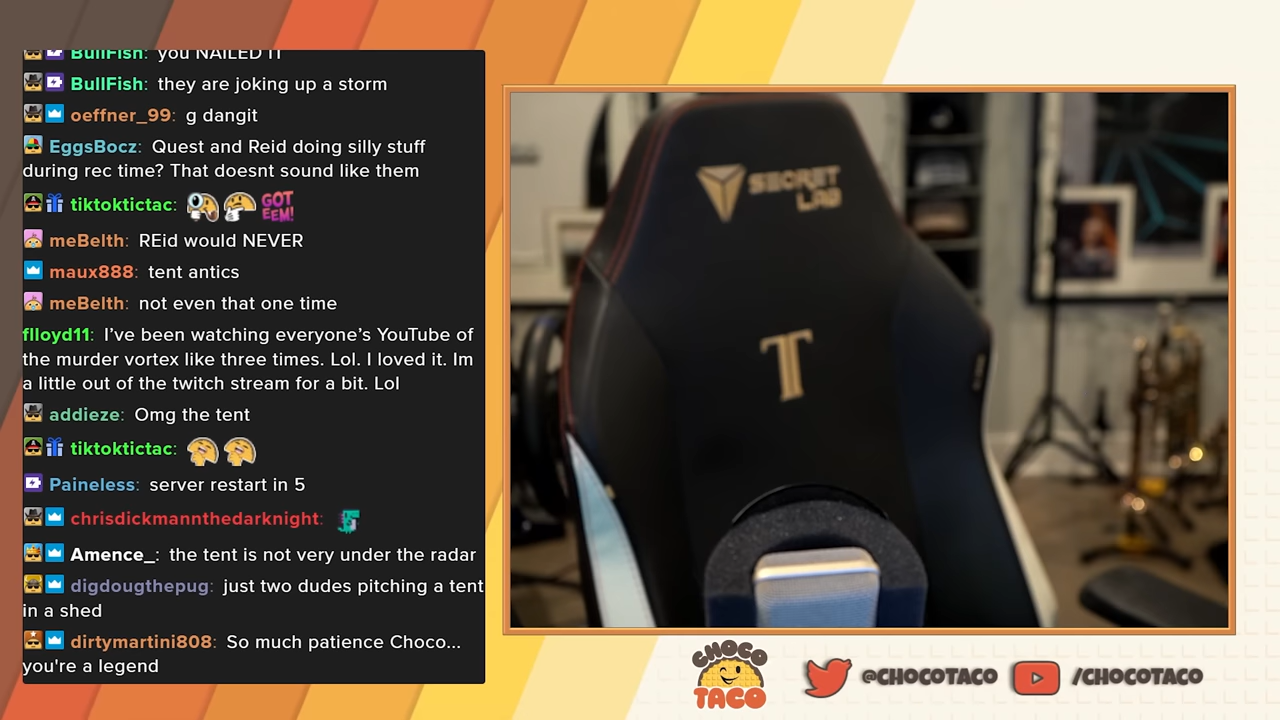 BullFish: you NAILED IT
BullFish: they are joking up a storm
oeffner_99: g dangit
EggsBocz: Quest and Reid doing silly stuff
during rec time? That doesnt sound like them
tiktoktictac: GOT EEM!
meBelth: REid would NEVER
maux888: tent antics
meBelth: not even that one time
flloyd11: I’ve been watching everyone’s YouTube of
the murder vortex like three times. Lol. I loved it. Im
a little out of the twitch stream for a bit. Lol
addieze: Omg the tent
tiktoktictac:
Painless: server restart in 5
chrisdickmannthedarknight:
Amence_: the tent is not very under the radar
digdougthepug: just two dudes pitching a tent
in a shed
dirtymartini808: So much patience Choco...
you're a legend
SECRET
LAB
T
CHOCO
TACO
@CHOCOTACO
/CHOCOTACO